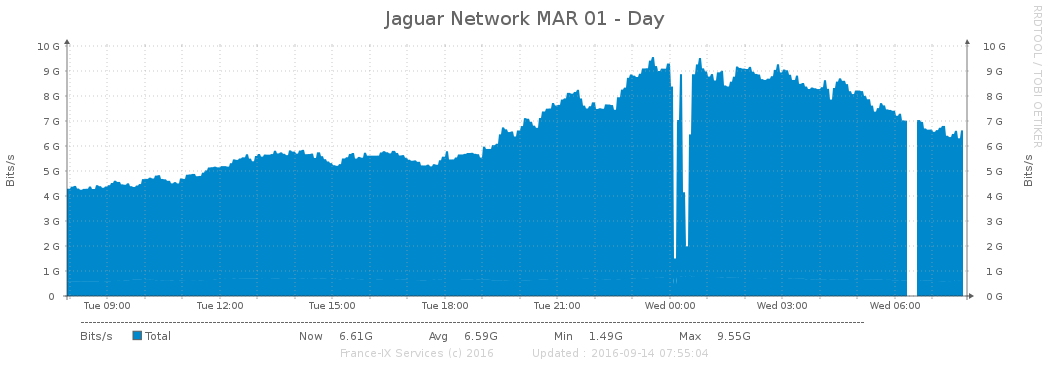 Jaguar Network MAR 01 - Day
RRDTOOL / TOBI OETIKER
Bits/s
10 G
9 G
8 G
7 G
6 G
5 G
4 G
3 G
2 G
1 G
0
10 G
9 G
8 G
7 G
6 G
5 G
4 G
3 G
2 G
1 G
0 G
Bits/s
Tue 09:00 Tue 12:00 Tue 15:00 Tue 18:00 Tue 21:00 Wed 00:00 Wed 03:00 Wed 06:00
Bits/s Total Now 6.61G Avg 6.59G Min 1.49G Max 9.55G
France-IX Services (c) 2016 Updated : 2016-09-14 07:55:04